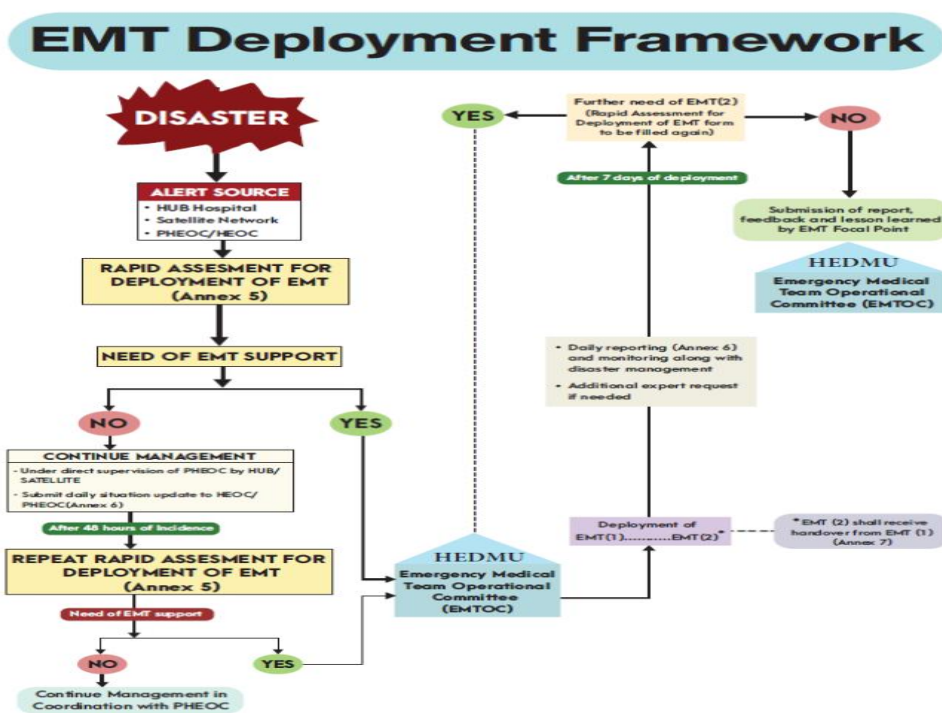 EMT Deployment Framework
DISASTER
ALERT SOURCE
• HUB Hospital
• Satellite Network
• PHEOC/HEOC
RAPID ASSESMENT FOR
DEPLOYMENT OF EMT
(Annex 5)
NEED OF EMT SUPPORT
NO
YES
CONTINUE MANAGEMENT
- Under direct supervision of PHEOC by HUB/
SATELLITE
- Submit daily situation update to HEOC/
PHEOC(Annex 6)
After 48 hours of Incidence
REPEAT RAPID ASSESMENT FOR
DEPLOYMENT OF EMT
(Annex 5)
Need of EMT support
NO
YES
Continue Management in
Coordination with PHEOC
HEDMU
Emergency Medical
Team Operational
Committee
(EMTOC)
Deployment of
EMT(1)...........EMT(2)*
*EMT (2) shall receive
handover from EMT (1)
(Annex 7)
• Daily reporting (Annex 6)
and monitoring along with
disaster management
• Additional expert request
if needed
After 7 days of deployment
Further need of EMT(2)
(Rapid Assessment for
Deployment of EMT form
to be filled again)
YES
NO
Submission of report,
feedback and lesson learned
by EMT Focal Point
HEDMU
Emergency Medical
Team Operational
Committee (EMTOC)